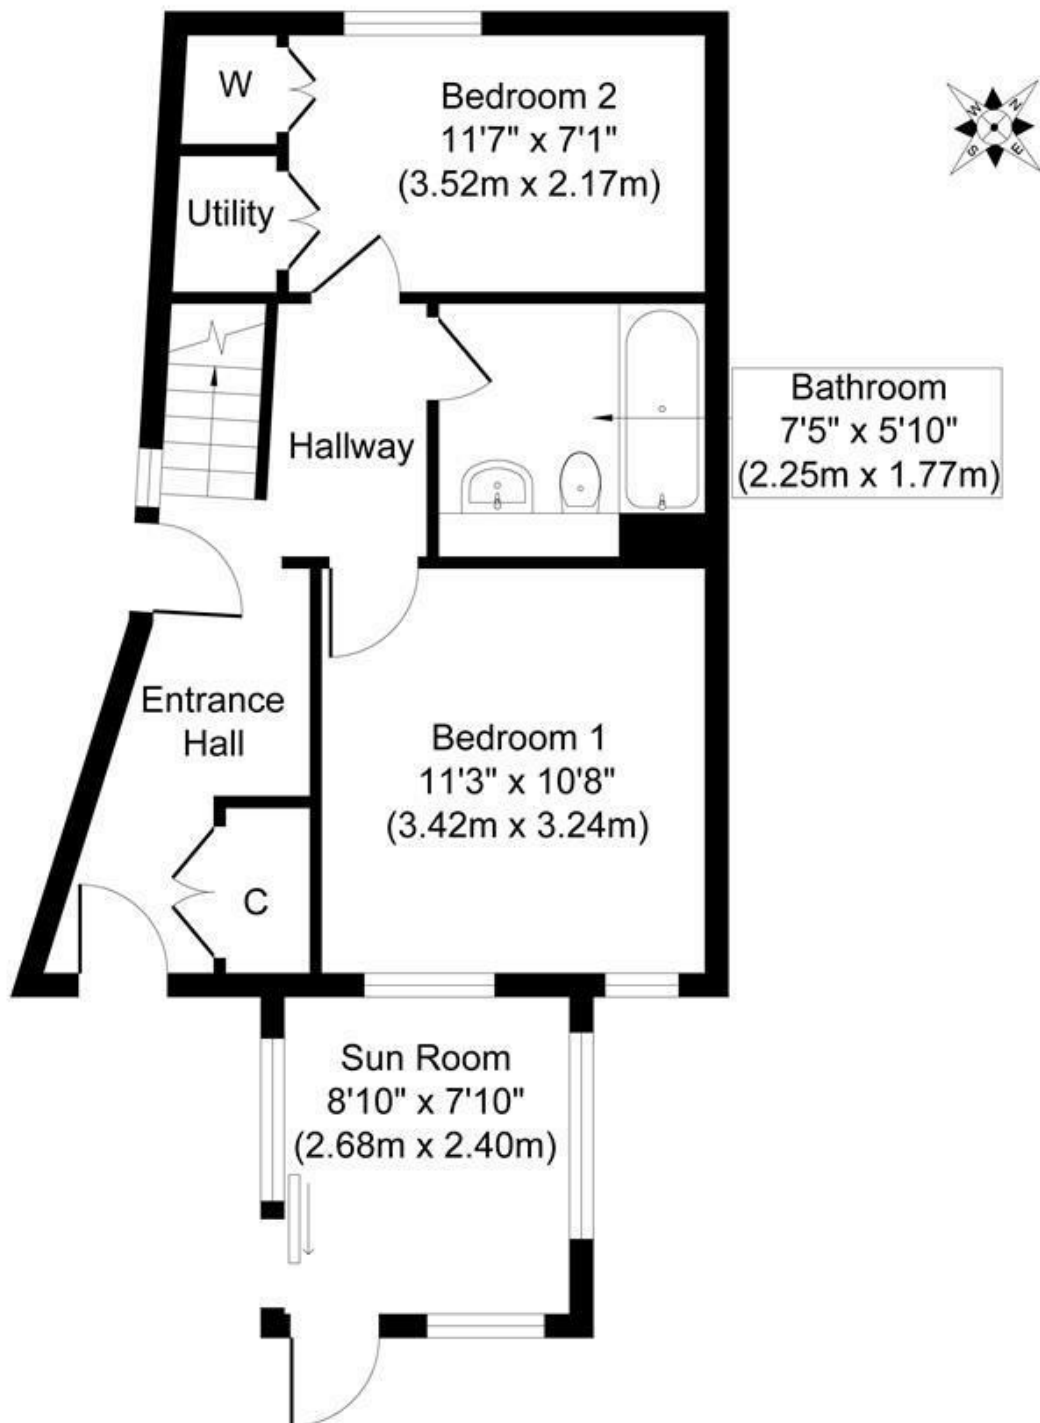 W
Bedroom 2
11'7" x 7'1"
(3.52m x 2.17m)
W
N
S
E
Utility
Bathroom
7'5" x 5'10"
(2.25m x 1.77m)
Hallway
Entrance
Hall
Bedroom 1
11'3" x 10'8"
(3.42m x 3.24m)
C
Sun Room
8'10" x 7'10"
(2.68m x 2.40m)